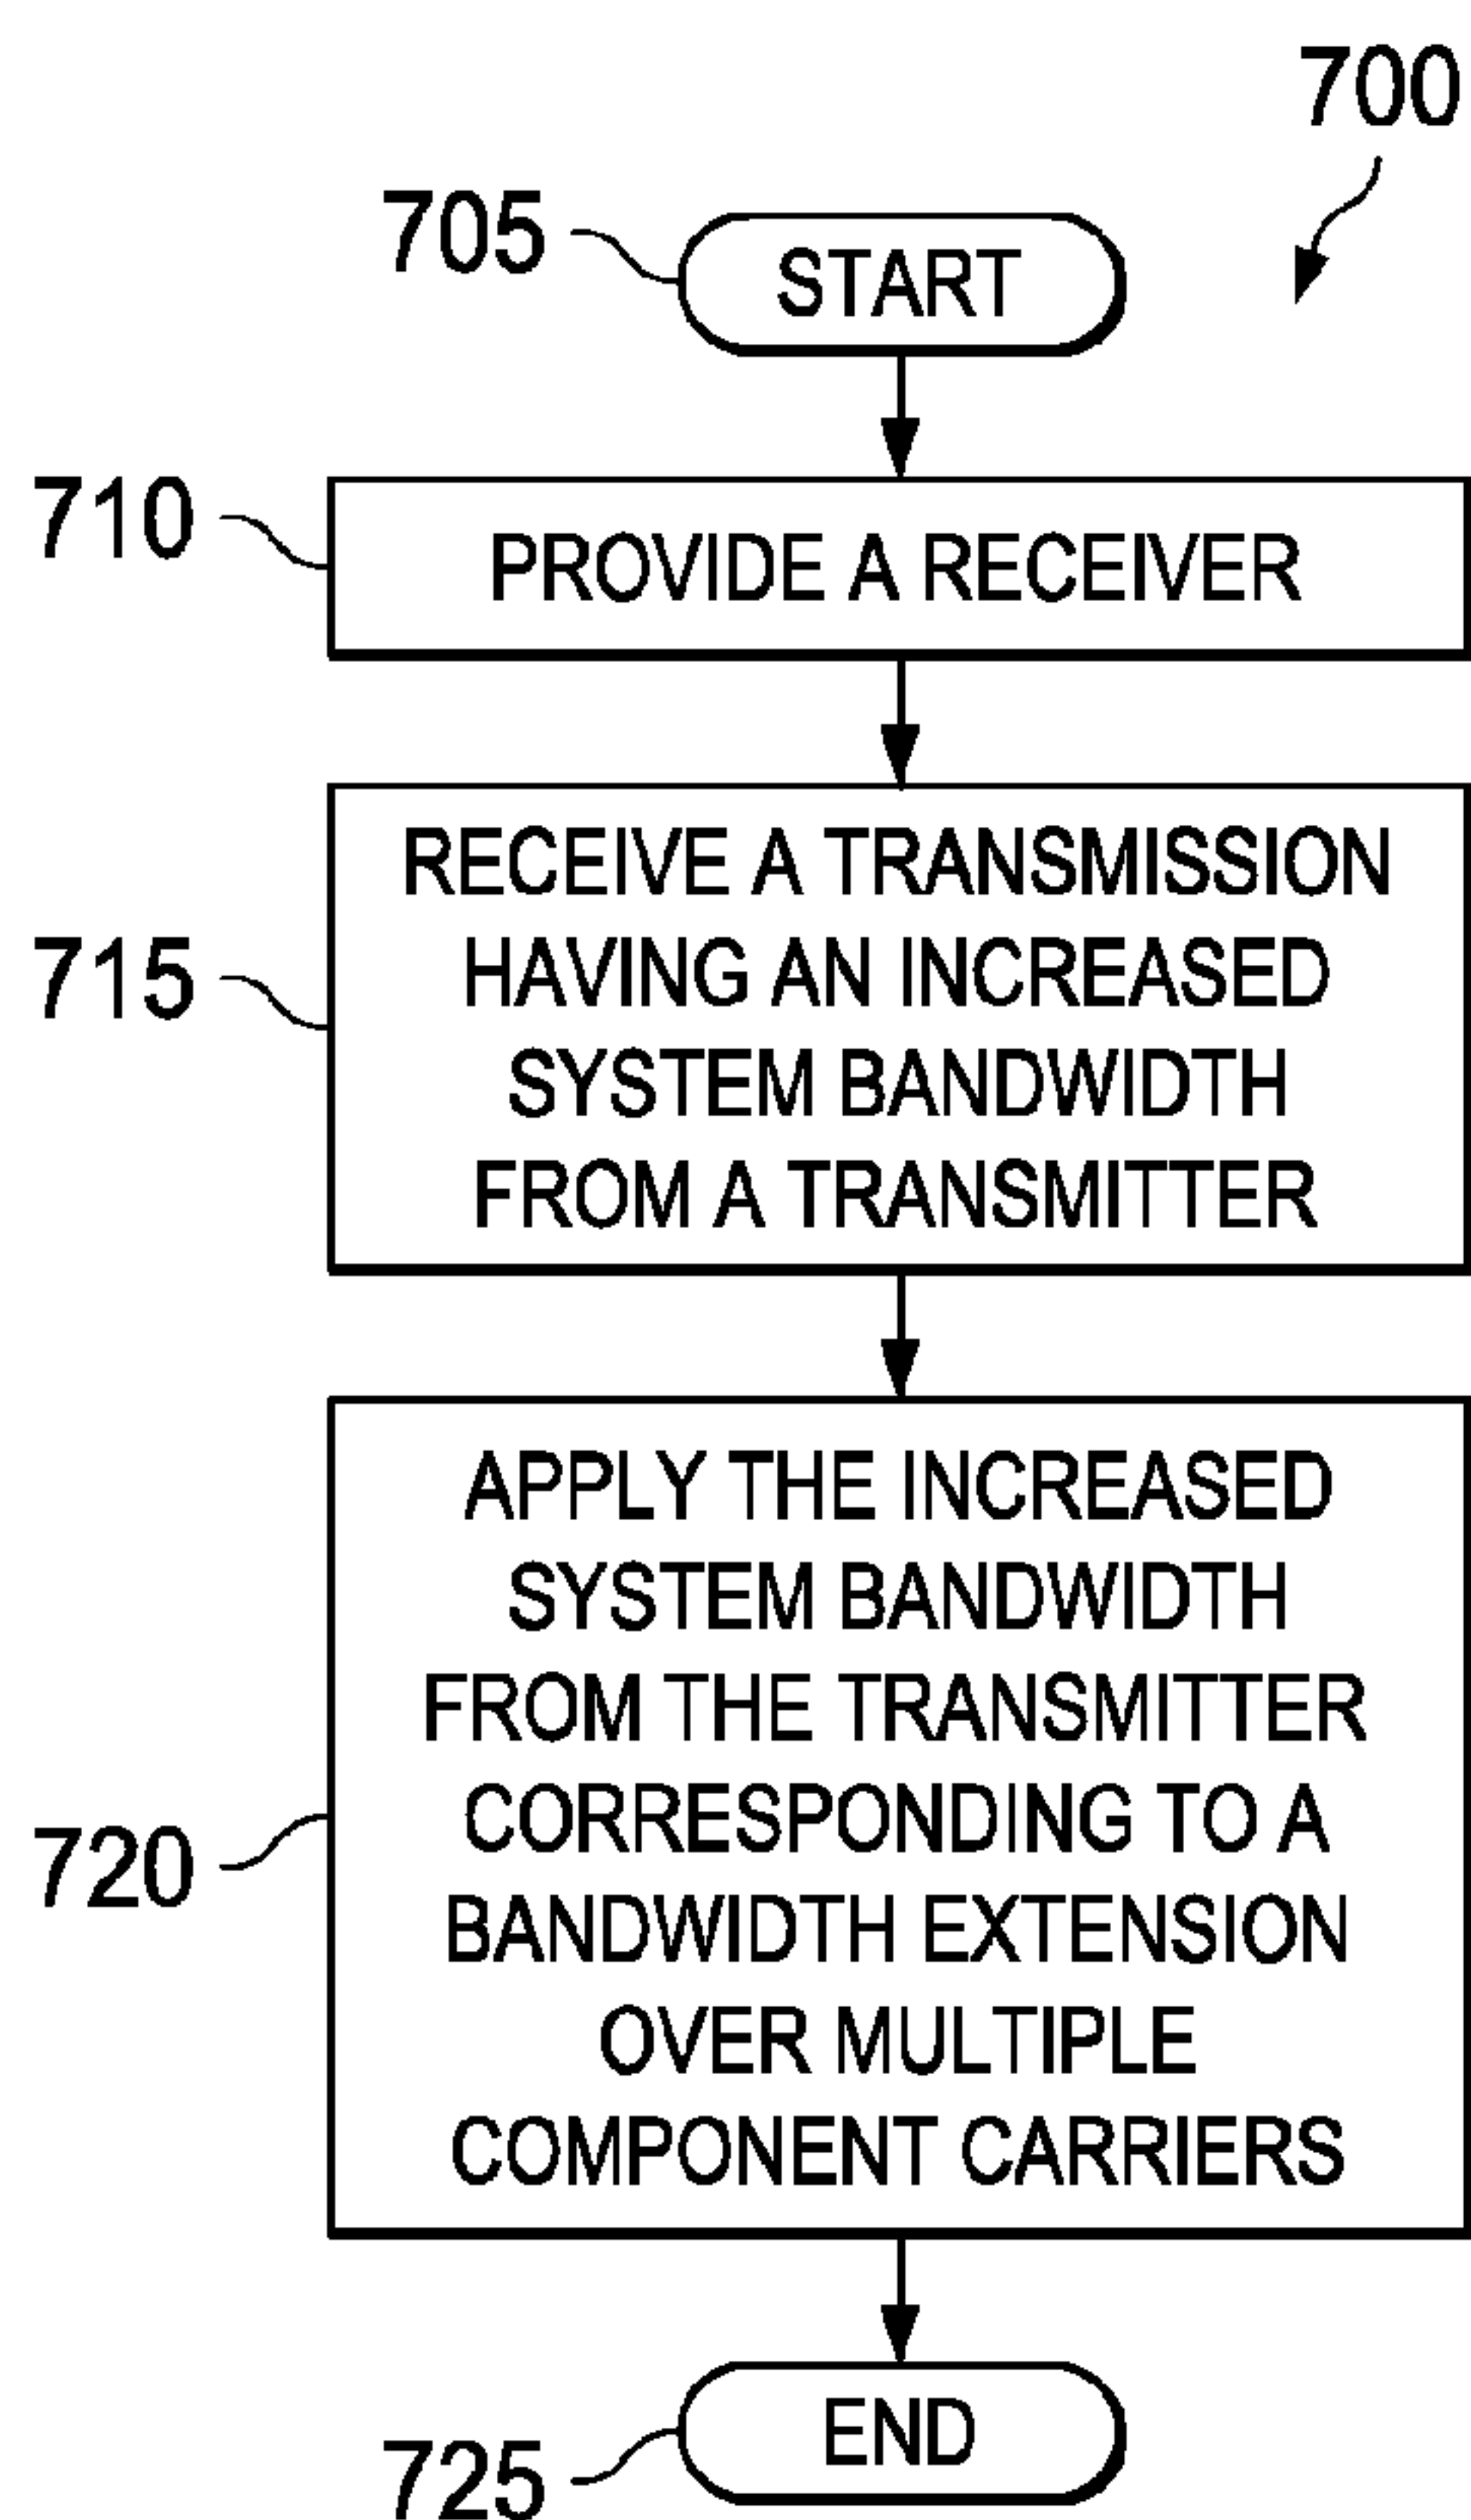 700
705
START
710
PROVIDE A RECEIVER
715
RECEIVE A TRANSMISSION
HAVING AN INCREASED
SYSTEM BANDWIDTH
FROM A TRANSMITTER
720
APPLY THE INCREASED
SYSTEM BANDWIDTH
FROM THE TRANSMITTER
CORRESPONDING TO A
BANDWIDTH EXTENSION
OVER MULTIPLE
COMPONENT CARRIERS
725
END